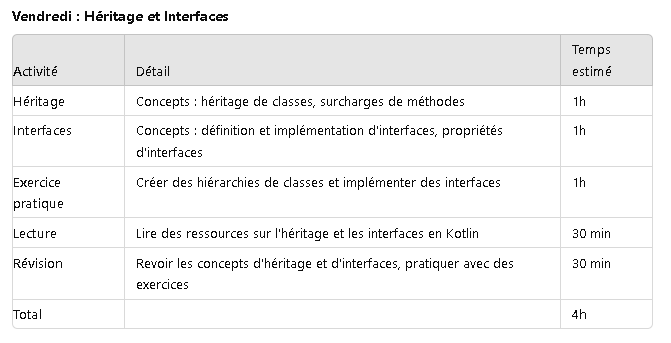 Vendredi : Héritage et Interfaces
Activité Détail Temps estimé
Héritage Concepts : héritage de classes, surcharges de méthodes 1h
Interfaces Concepts : définition et implémentation d'interfaces, propriétés
d'interfaces 1h
Exercice pratique Créer des hiérarchies de classes et implémenter des interfaces 1h
Lecture Lire des ressources sur l'héritage et les interfaces en Kotlin 30 min
Révision Revoir les concepts d'héritage et d'interfaces, pratiquer avec des
exercices 30 min
Total 4h